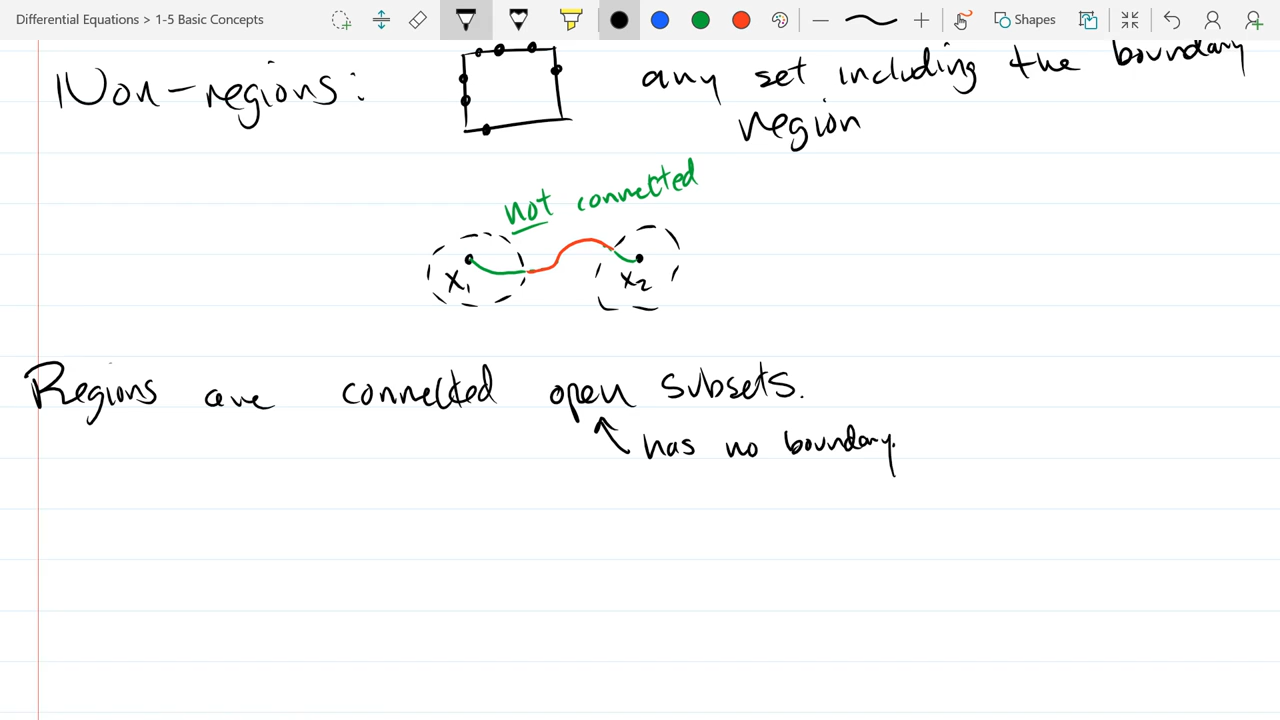 Differential Equations > 1-5 Basic Concepts
Shapes
Non-regions:
any set including the boundary
region
not connected
x₁
x₂
Regions are connected open subsets.
has no boundary.